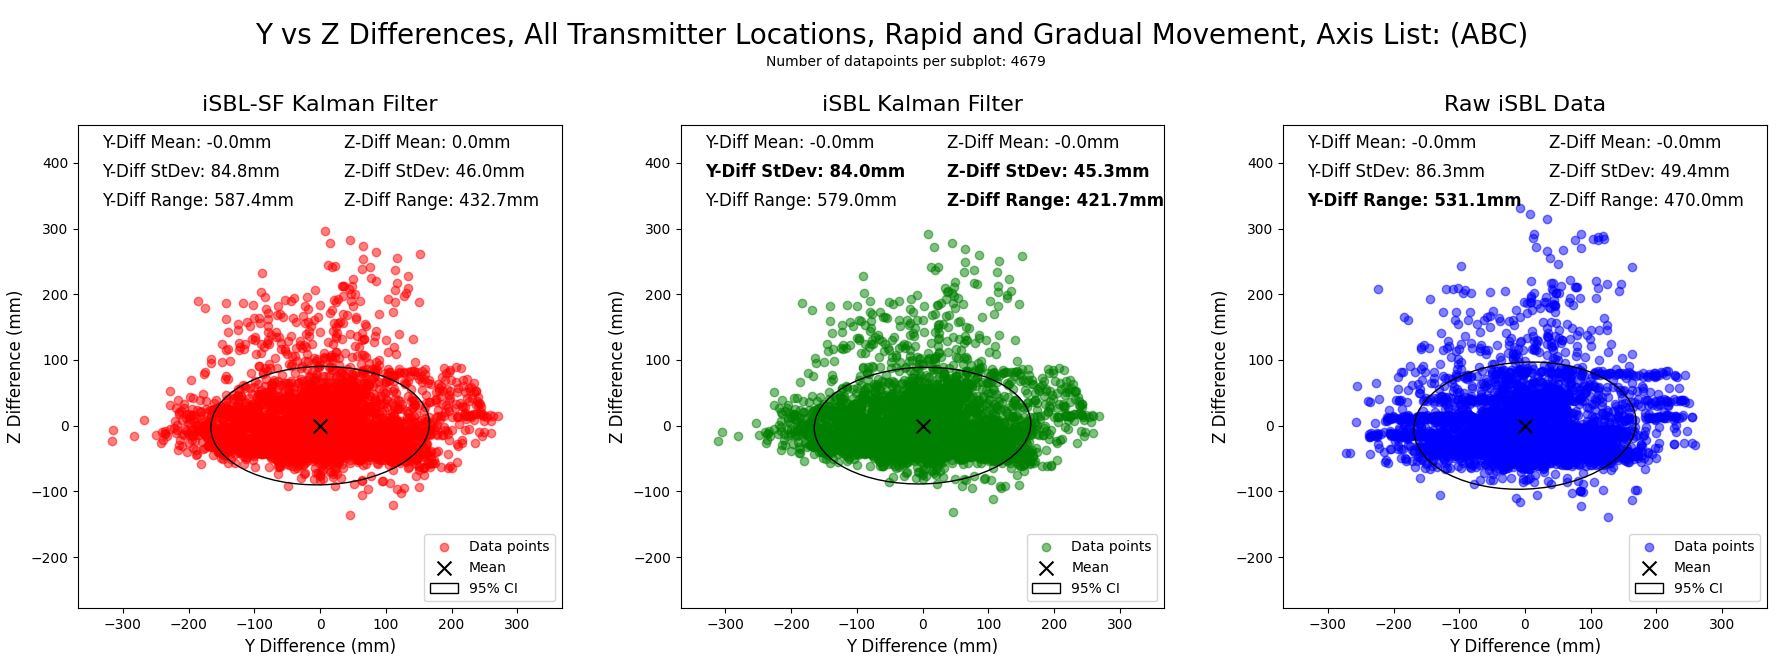 Y vs Z Differences, All Transmitter Locations, Rapid and Gradual Movement, Axis List: (ABC)
Number of datapoints per subplot: 4679
iSBL-SF Kalman Filter
Y-Diff Mean: -0.0mm Z-Diff Mean: 0.0mm
Y-Diff StDev: 84.8mm Z-Diff StDev: 46.0mm
Y-Diff Range: 587.4mm Z-Diff Range: 432.7mm
400
300
200
100
0
−100
−200
Z Difference (mm)
Data points
Mean
95% CI
−300 −200 −100 0 100 200 300
Y Difference (mm)
iSBL Kalman Filter
Y-Diff Mean: -0.0mm Z-Diff Mean: -0.0mm
Y-Diff StDev: 84.0mm Z-Diff StDev: 45.3mm
Y-Diff Range: 579.0mm Z-Diff Range: 421.7mm
400
300
200
100
0
−100
−200
Z Difference (mm)
Data points
Mean
95% CI
−300 −200 −100 0 100 200 300
Y Difference (mm)
Raw iSBL Data
Y-Diff Mean: -0.0mm Z-Diff Mean: -0.0mm
Y-Diff StDev: 86.3mm Z-Diff StDev: 49.4mm
Y-Diff Range: 531.1mm Z-Diff Range: 470.0mm
400
300
200
100
0
−100
−200
Z Difference (mm)
Data points
Mean
95% CI
−300 −200 −100 0 100 200 300
Y Difference (mm)